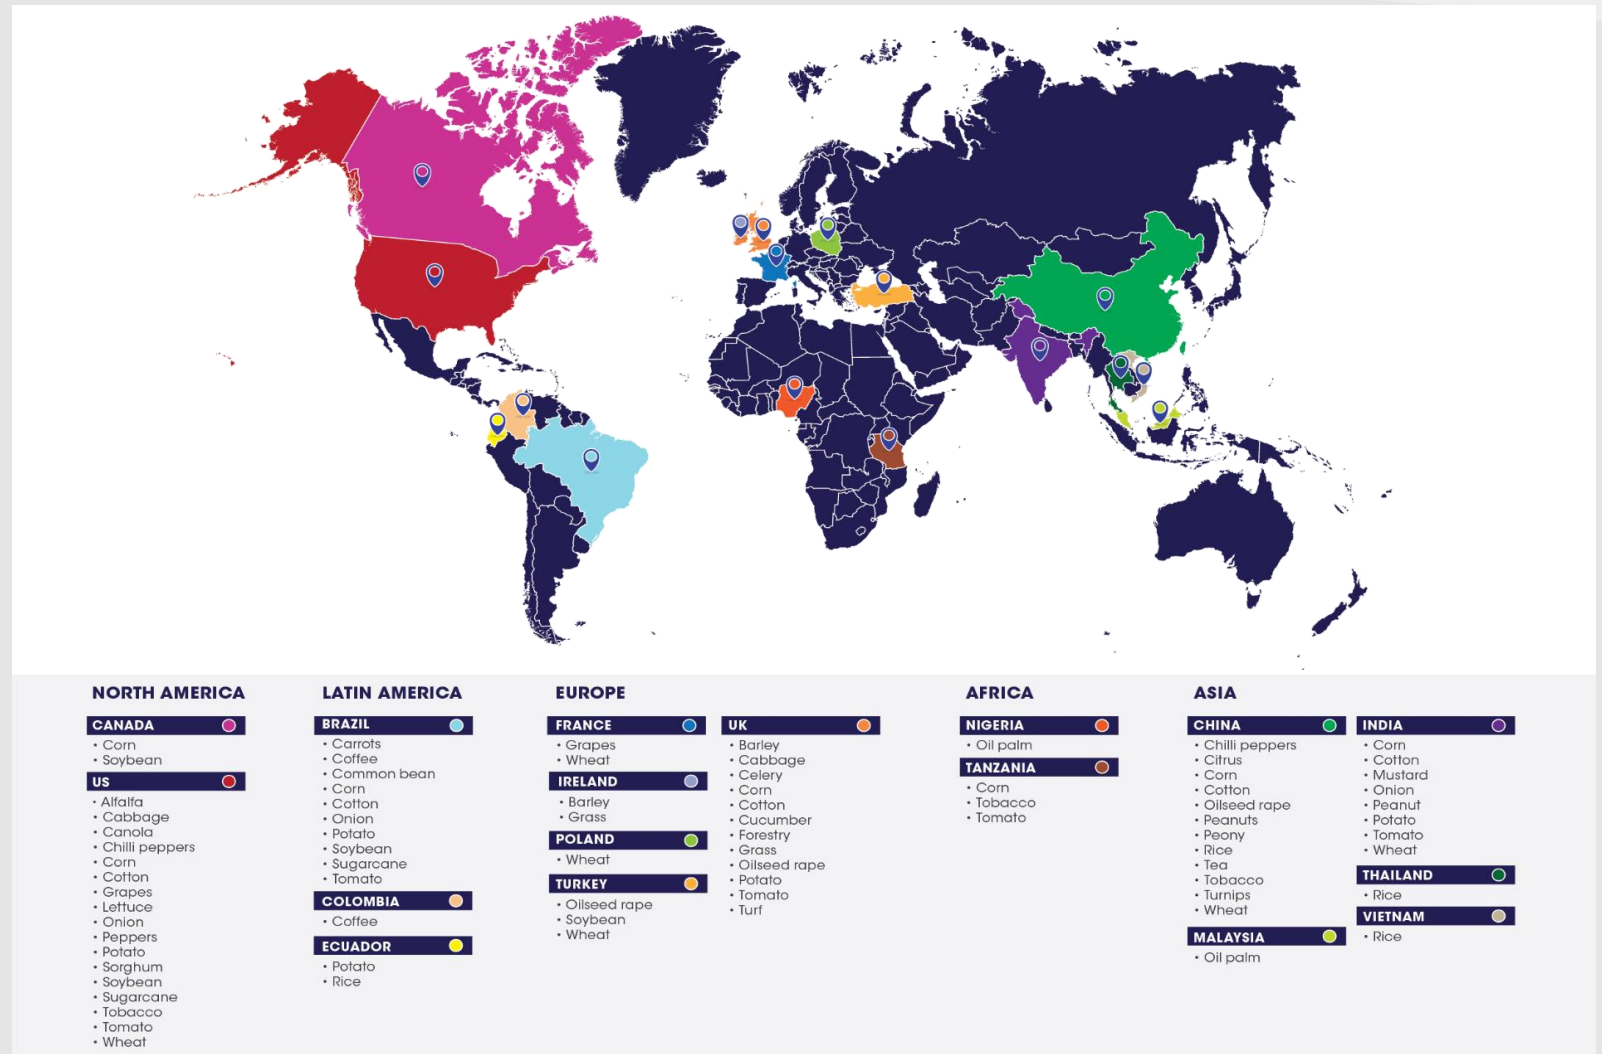 NORTH AMERICA
CANADA
• Corn
• Soybean
US
• Alfalfa
• Cabbage
• Canola
• Chilli peppers
• Corn
• Cotton
• Grapes
• Lettuce
• Onion
• Peppers
• Potato
• Sorghum
• Soybean
• Sugarcane
• Tobacco
• Tomato
• Wheat
LATIN AMERICA
BRAZIL
• Carrots
• Coffee
• Common bean
• Corn
• Cotton
• Onion
• Potato
• Soybean
• Sugarcane
• Tomato
COLOMBIA
• Coffee
ECUADOR
• Potato
• Rice
EUROPE
FRANCE
• Grapes
• Wheat
IRELAND
• Barley
• Grass
POLAND
• Wheat
TURKEY
• Oilseed rape
• Soybean
• Wheat
UK
• Barley
• Cabbage
• Celery
• Corn
• Cotton
• Cucumber
• Forestry
• Grass
• Oilseed rape
• Potato
• Tomato
• Turf
AFRICA
NIGERIA
• Oil palm
TANZANIA
• Corn
• Tobacco
• Tomato
ASIA
CHINA
• Chilli peppers
• Citrus
• Corn
• Cotton
• Oilseed rape
• Peanuts
• Peony
• Rice
• Tea
• Tobacco
• Turnips
• Wheat
MALAYSIA
• Oil palm
INDIA
• Corn
• Cotton
• Mustard
• Onion
• Peanut
• Potato
• Tomato
• Wheat
THAILAND
• Rice
VIETNAM
• Rice